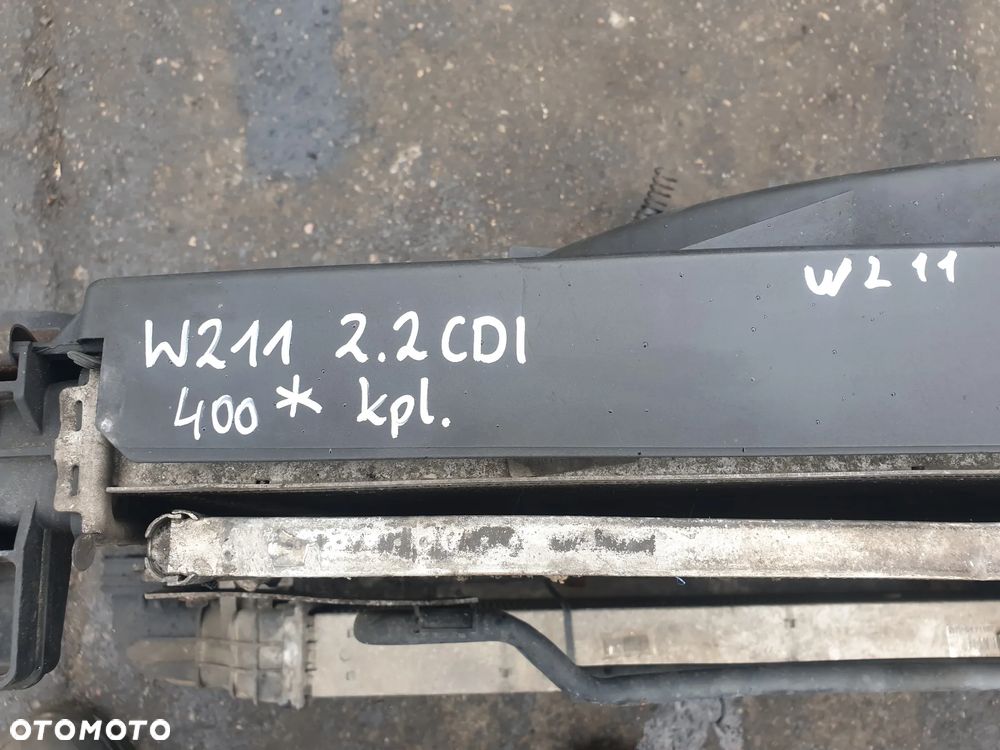 W211
W211 2.2CDI
400* kpl.
OTOMOTO